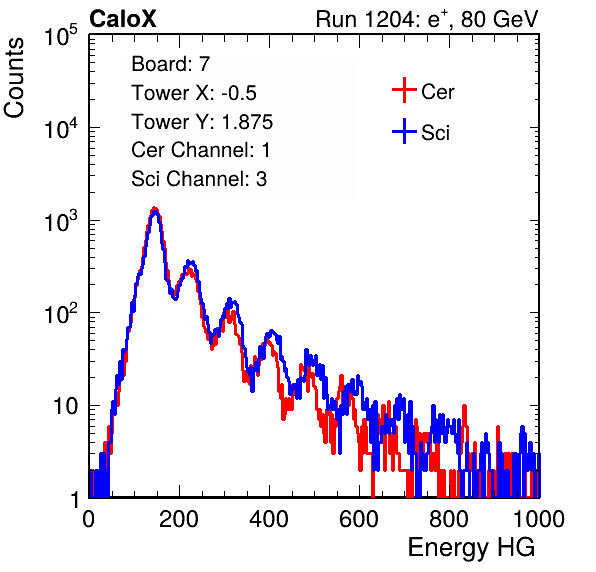 CaloX Run 1204: e⁺, 80 GeV
Counts
Board: 7
Tower X: -0.5
Tower Y: 1.875
Cer Channel: 1
Sci Channel: 3
Cer
Sci
10⁵
10⁴
10³
10²
10
1
0 200 400 600 800 1000
Energy HG